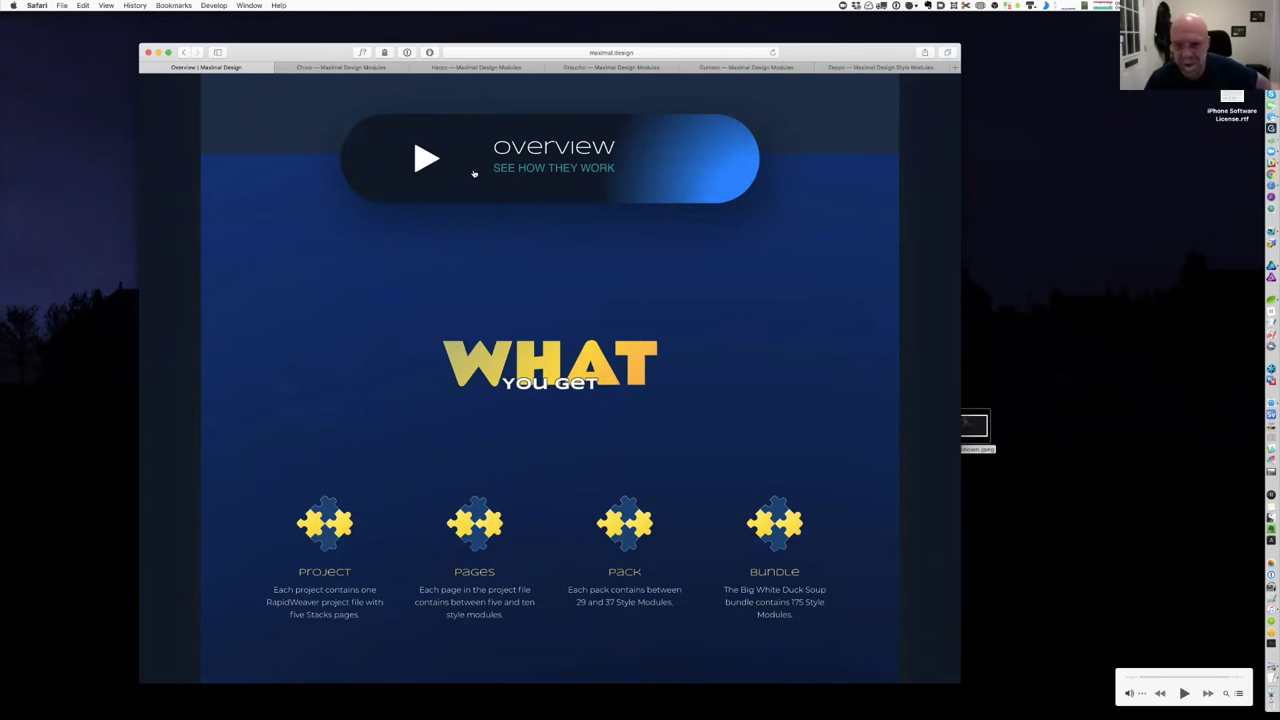 Safari File Edit View History Bookmarks Develop Window Help
maximal.design
Overview | Maximal Design
Chico — Maximal Design Modules
Harpo — Maximal Design Modules
Groucho — Maximal Design Modules
Gummo — Maximal Design Modules
Zeppo — Maximal Design Style Modules
iPhone Software
License.rtf
overview
SEE HOW THEY WORK
WHAT
YOU GET
nown.jpeg
PROJECT
Each project contains one
RapidWeaver project file with
five Stacks pages.
PAGES
Each page in the project file
contains between five and ten
style modules.
PACK
Each pack contains between
29 and 37 Style Modules.
BUNDLE
The Big White Duck Soup
bundle contains 175 Style
Modules.